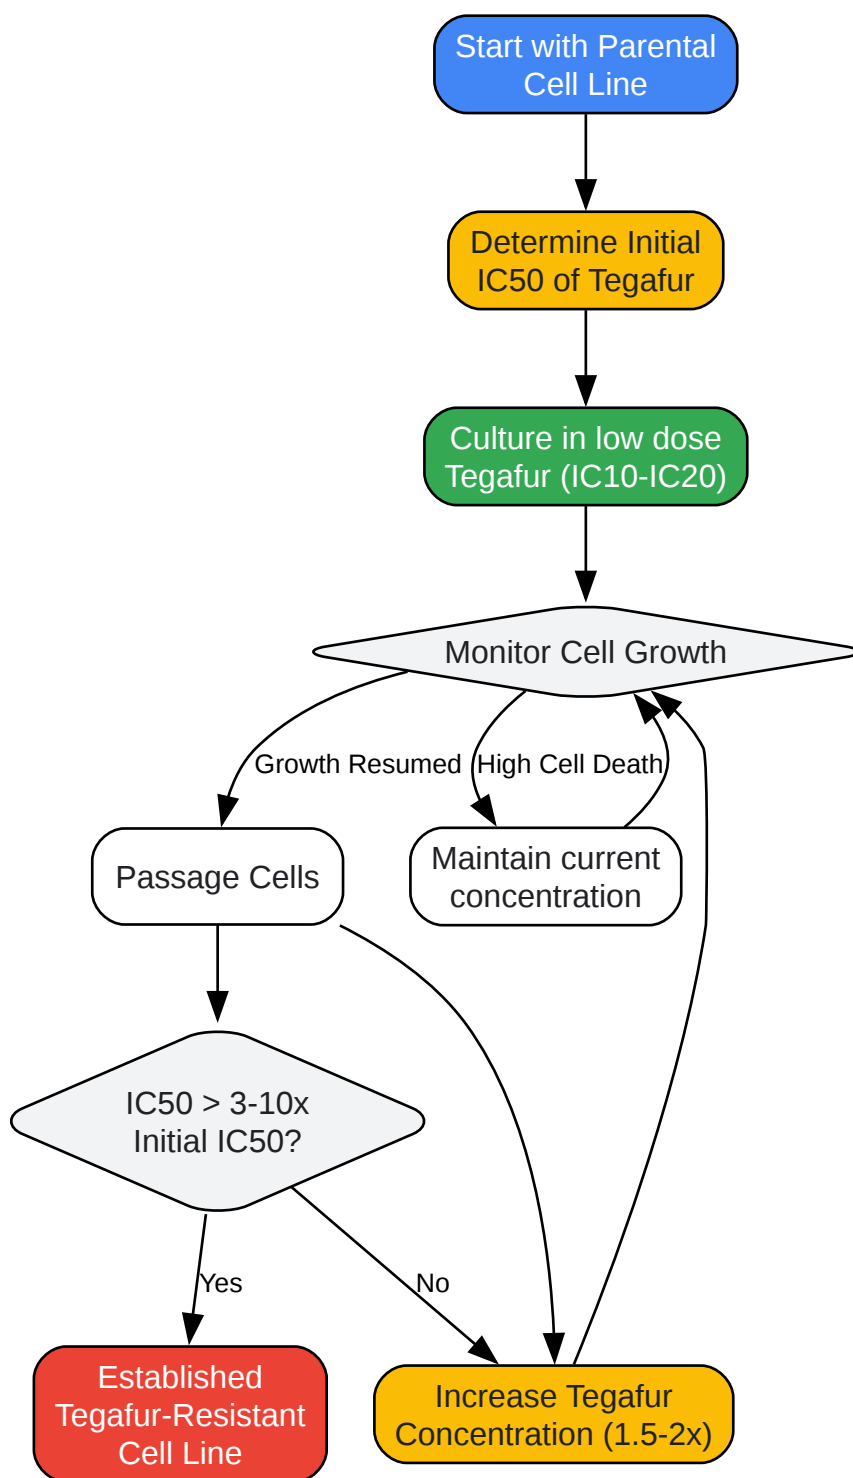 Start with Parental
Cell Line
Determine Initial
IC50 of Tegafur
Culture in low dose
Tegafur (IC10-IC20)
Monitor Cell Growth
Growth Resumed
High Cell Death
Passage Cells
Maintain current
concentration
IC50 > 3-10x
Initial IC50?
Yes
No
Established
Tegafur-Resistant
Cell Line
Increase Tegafur
Concentration (1.5-2x)